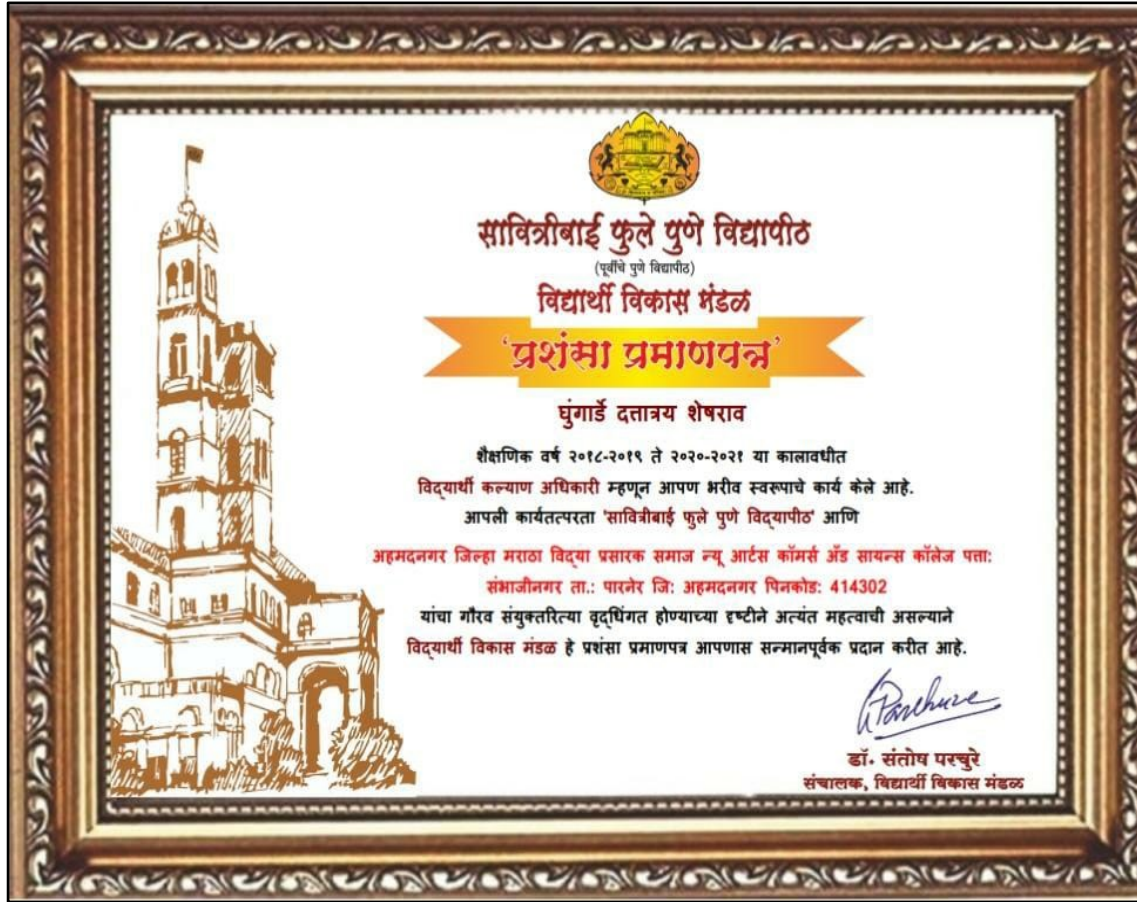 सावित्रीबाई फुले पुणे विद्यापीठ
(पूर्वीचे पुणे विद्यापीठ)
विद्यार्थी विकास मंडळ
'प्रशंसा प्रमाणपत्र'
घुंगार्डे दत्तात्रय शेषराव
शैक्षणिक वर्ष २०१८-२०१९ ते २०२०-२०२१ या कालावधीत
विद्यार्थी कल्याण अधिकारी म्हणून आपण भरीव स्वरूपाचे कार्य केले आहे.
आपली कार्यतत्परता 'सावित्रीबाई फुले पुणे विद्यापीठ' आणि
अहमदनगर जिल्हा मराठा विद्या प्रसारक समाज न्यू आर्टस कॉमर्स अँड सायन्स कॉलेज पत्ता:
संभाजीनगर ता.: पारनेर जि: अहमदनगर पिनकोड: 414302
यांचा गौरव संयुक्तरित्या वृद्धिंगत होण्याच्या दृष्टीने अत्यंत महत्वाची असल्याने
विद्यार्थी विकास मंडळ हे प्रशंसा प्रमाणपत्र आपणास सन्मानपूर्वक प्रदान करीत आहे.
GParchure
डॉ. संतोष परचुरे
संचालक, विद्यार्थी विकास मंडळ